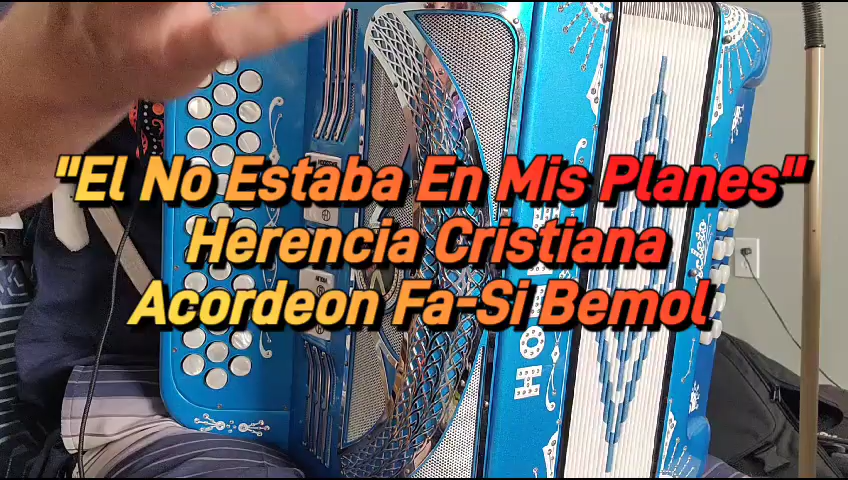 "El No Estaba En Mis Planes"
Herencia Cristiana
Acordeon Fa-Si Bemol